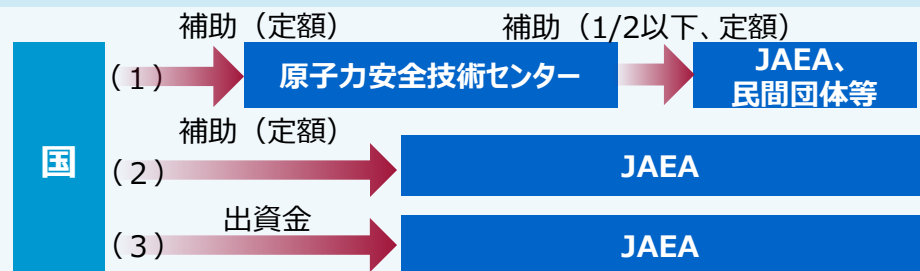 補助（定額）
補助（1/2以下、定額）
国
（１）
原子力安全技術センター
JAEA、
民間団体等
補助（定額）
（２）
JAEA
出資金
（３）
JAEA